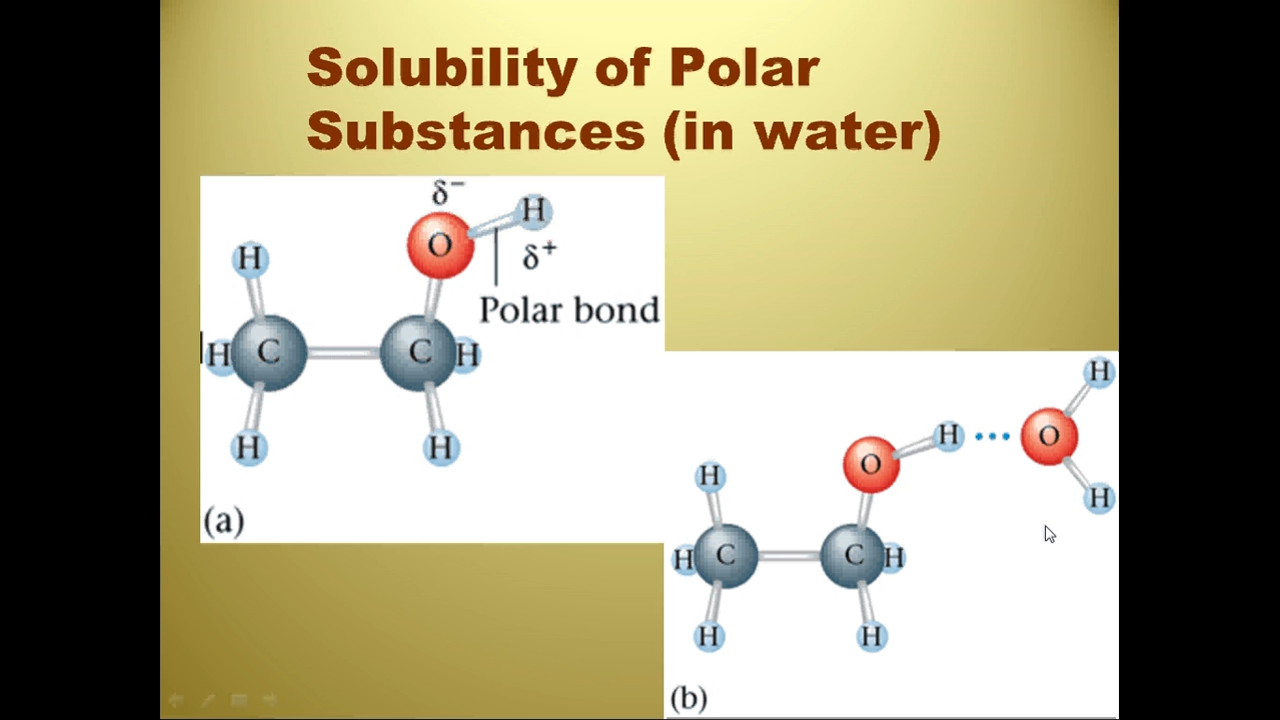 Solubility of Polar
Substances (in water)
δ−
H
O
δ+
H
Polar bond
H
C
C
H
H
H
(a)
H
H
O
H
O
H
H
H
C
C
H
H
H
(b)